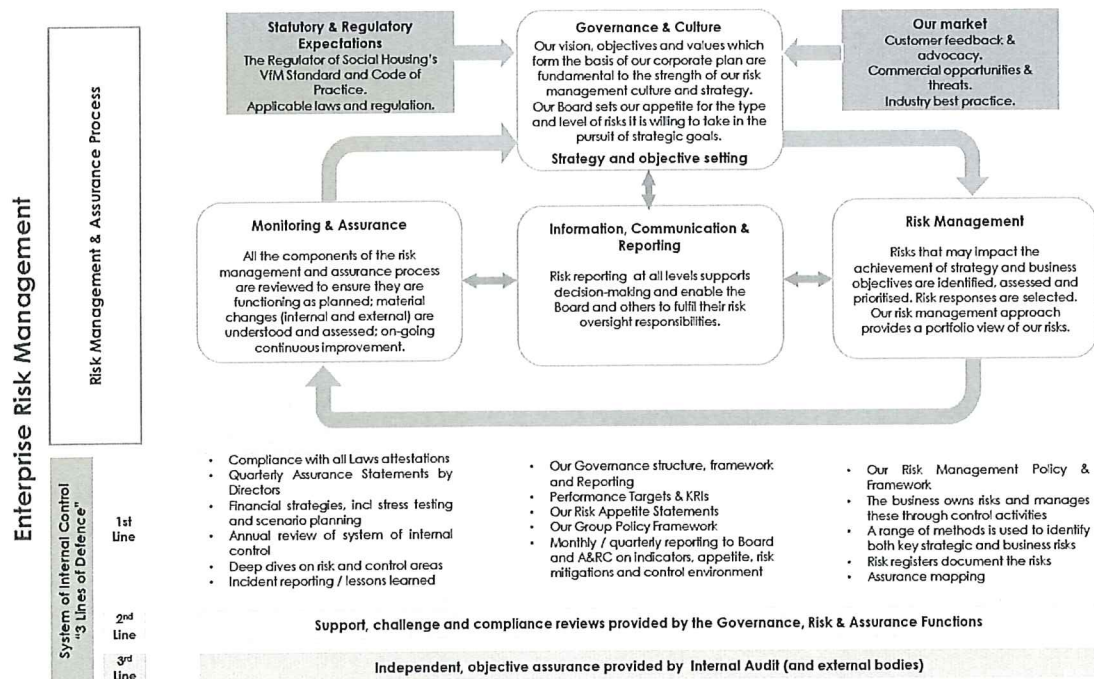 Enterprise Risk Management
Risk Management & Assurance Process
Statutory & Regulatory
Expectations
The Regulator of Social Housing's
VfM Standard and Code of
Practice.
Applicable laws and regulation.
Governance & Culture
Our vision, objectives and values which
form the basis of our corporate plan are
fundamental to the strength of our risk
management culture and strategy.
Our Board sets our appetite for the type
and level of risks it is willing to take in the
pursuit of strategic goals.
Strategy and objective setting
Our market
Customer feedback &
advocacy.
Commercial opportunities &
threats.
Industry best practice.
Monitoring & Assurance
All the components of the risk
management and assurance process
are reviewed to ensure they are
functioning as planned; material
changes (internal and external) are
understood and assessed; on-going
continuous improvement.
Information, Communication &
Reporting
Risk reporting at all levels supports
decision-making and enable the
Board and others to fulfil their risk
oversight responsibilities.
Risk Management
Risks that may impact the
achievement of strategy and business
objectives are identified, assessed and
prioritised. Risk responses are selected.
Our risk management approach
provides a portfolio view of our risks.
System of Internal Control
"3 Lines of Defence"
1st
Line
• Compliance with all Laws attestations
• Quarterly Assurance Statements by
Directors
• Financial strategies, incl stress testing
and scenario planning
• Annual review of system of internal
control
• Deep dives on risk and control areas
• Incident reporting / lessons learned
• Our Governance structure, framework
and Reporting
• Performance Targets & KRIs
• Our Risk Appetite Statements
• Our Group Policy Framework
• Monthly / quarterly reporting to Board
and A&RC on indicators, appetite, risk
mitigations and control environment
• Our Risk Management Policy &
Framework
• The business owns risks and manages
these through control activities
• A range of methods is used to identify
both key strategic and business risks
• Risk registers document the risks
• Assurance mapping
2nd
Line
Support, challenge and compliance reviews provided by the Governance, Risk & Assurance Functions
3rd
Line
Independent, objective assurance provided by Internal Audit (and external bodies)